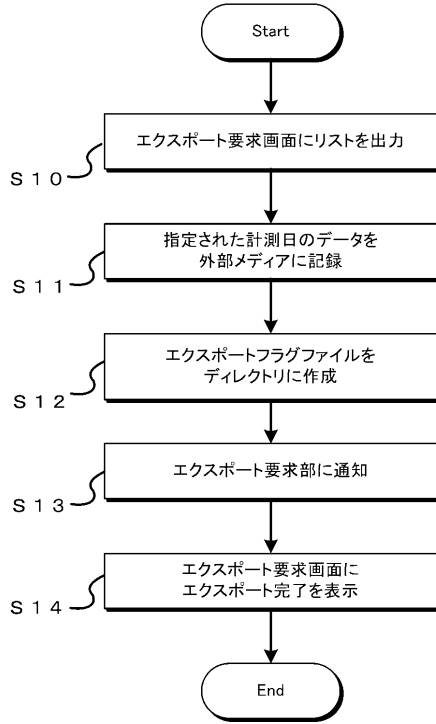 Start
エクスポート要求画面にリストを出力
S10
指定された計測日のデータを
外部メディアに記録
S11
エクスポートフラグファイルを
ディレクトリに作成
S12
エクスポート要求部に通知
S13
エクスポート要求画面に
エクスポート完了を表示
S14
End